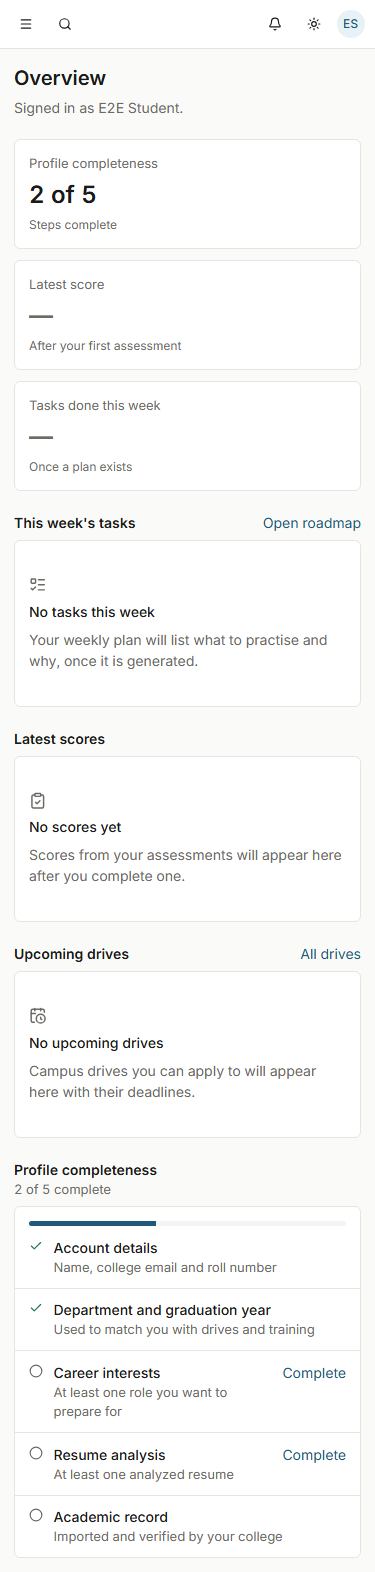 ES
Overview
Signed in as E2E Student.
Profile completeness
2 of 5
Steps complete
Latest score
—
After your first assessment
Tasks done this week
—
Once a plan exists
This week's tasks
Open roadmap
No tasks this week
Your weekly plan will list what to practise and
why, once it is generated.
Latest scores
No scores yet
Scores from your assessments will appear here
after you complete one.
Upcoming drives
All drives
No upcoming drives
Campus drives you can apply to will appear
here with their deadlines.
Profile completeness
2 of 5 complete
Account details
Name, college email and roll number
Department and graduation year
Used to match you with drives and training
Career interests
Complete
At least one role you want to
prepare for
Resume analysis
Complete
At least one analyzed resume
Academic record
Imported and verified by your college